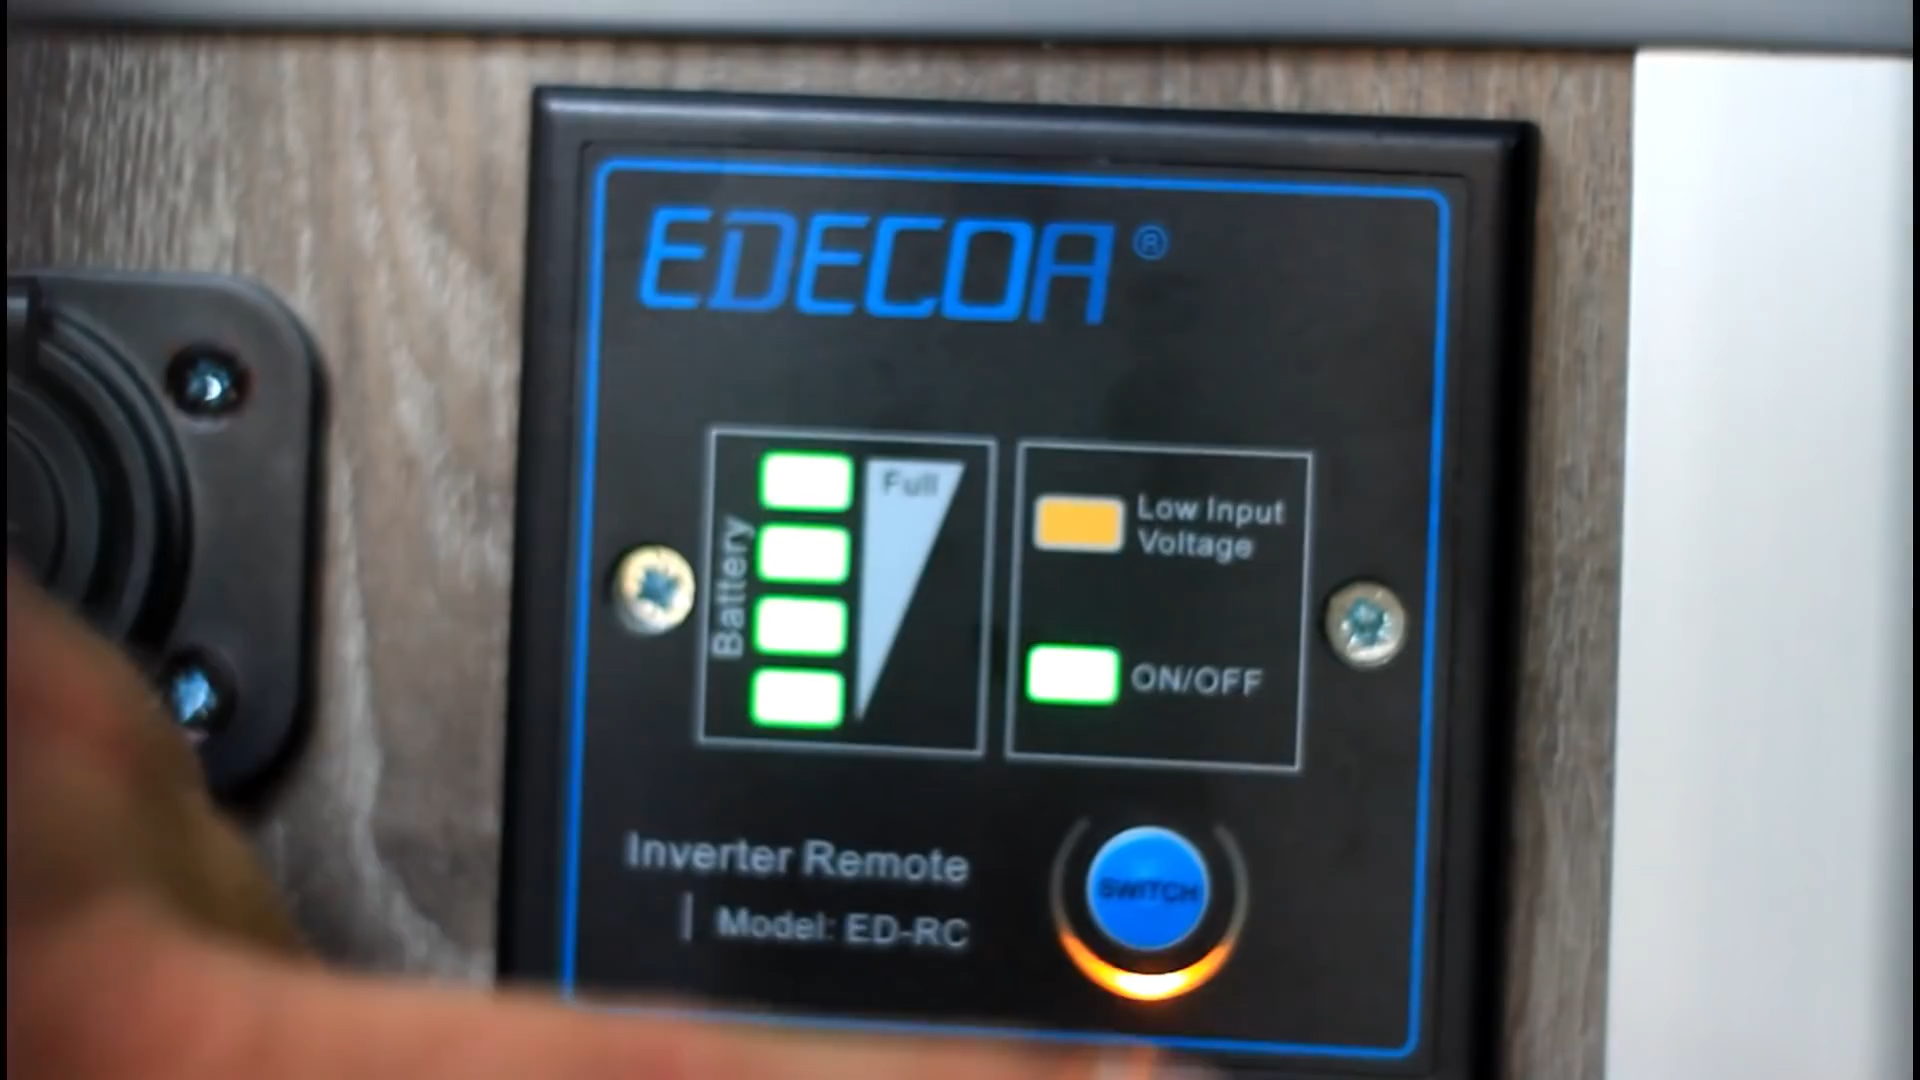 EDECOA ®
Battery
Full
Low Input
Voltage
ON/OFF
Inverter Remote
Model: ED-RC
SWITCH